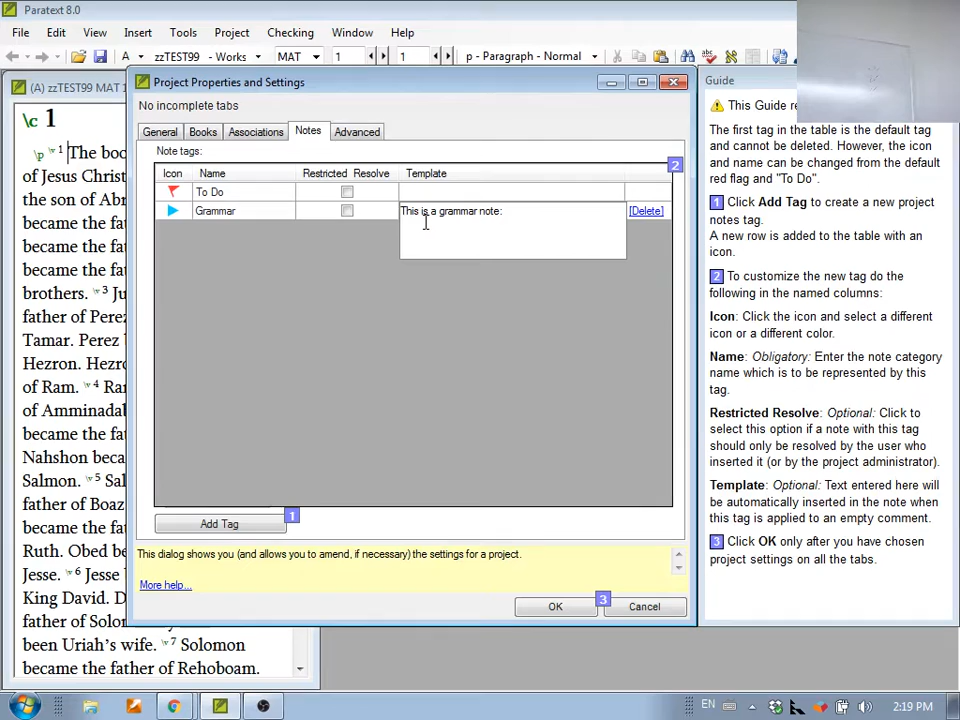 Paratext 8.0
File Edit View Insert Tools Project Checking Window Help
A zzTEST99 - Works MAT 1 1 p - Paragraph - Normal
(A) zzTEST99 MAT 1
\c 1
\p \v 1 The boo
of Jesus Christ
the son of Abr
became the fat
became the fat
became the fat
brothers. \v 3 Ju
father of Perez
Tamar. Perez b
Hezron. Hezro
of Ram. \v 4 Ram
of Amminadab
became the fat
Nahshon beca
Salmon. \v 5 Sal
father of Boaz
became the fat
Ruth. Obed be
Jesse. \v 6 Jesse b
King David. D
father of Solom
been Uriah's wife. \v 7 Solomon
became the father of Rehoboam.
Project Properties and Settings
No incomplete tabs
General Books Associations Notes Advanced
Note tags:
2
Icon Name Restricted Resolve Template
To Do
Grammar This is a grammar note: [Delete]
Add Tag 1
This dialog shows you (and allows you to amend, if necessary) the settings for a project.
More help...
OK 3 Cancel
Guide
This Guide re
The first tag in the table is the default tag
and cannot be deleted. However, the icon
and name can be changed from the default
red flag and "To Do".
1 Click Add Tag to create a new project
notes tag.
A new row is added to the table with an
icon.
2 To customize the new tag do the
following in the named columns:
Icon: Click the icon and select a different
icon or a different color.
Name: Obligatory: Enter the note category
name which is to be represented by this
tag.
Restricted Resolve: Optional: Click to
select this option if a note with this tag
should only be resolved by the user who
inserted it (or by the project administrator).
Template: Optional: Text entered here will
be automatically inserted in the note when
this tag is applied to an empty comment.
3 Click OK only after you have chosen
project settings on all the tabs.
EN 2:19 PM